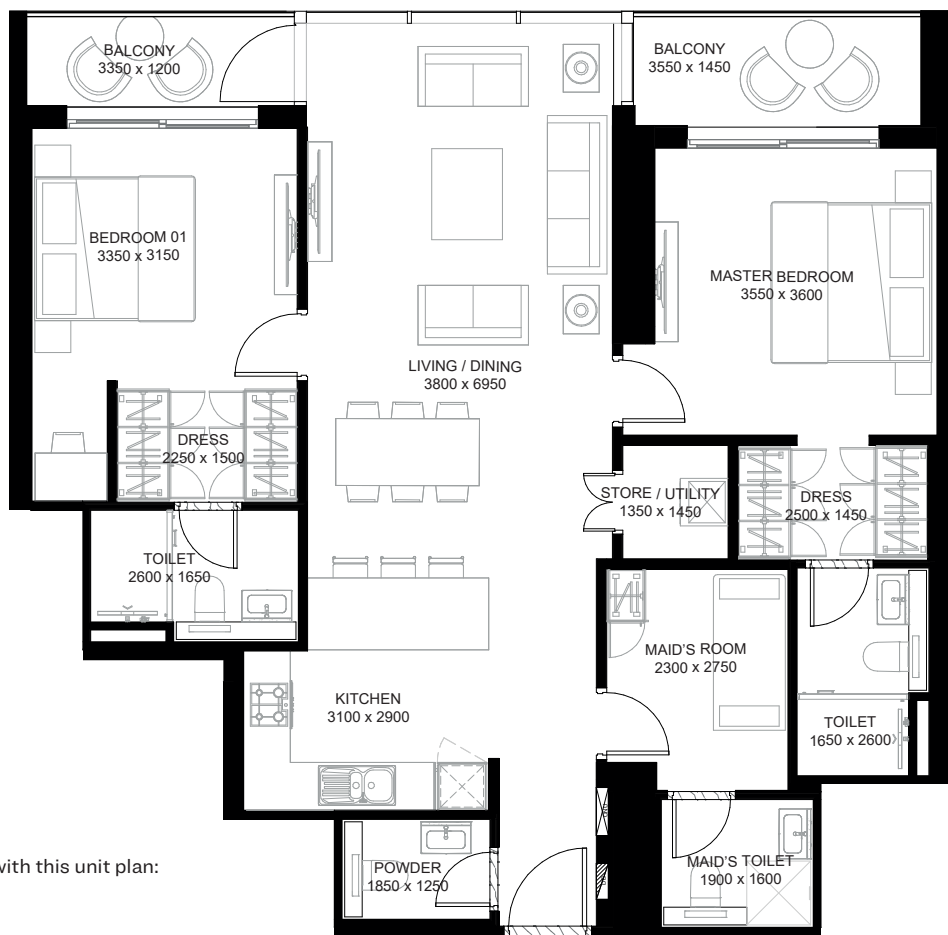 BALCONY
3350 x 1200
BALCONY
3550 x 1450
BEDROOM 01
3350 x 3150
MASTER BEDROOM
3550 x 3600
LIVING / DINING
3800 x 6950
DRESS
2250 x 1500
STORE / UTILITY
1350 x 1450
DRESS
2500 x 1450
TOILET
2600 x 1650
MAID'S ROOM
2300 x 2750
KITCHEN
3100 x 2900
TOILET
1650 x 2600
POWDER
1850 x 1250
MAID'S TOILET
1900 x 1600
with this unit plan: